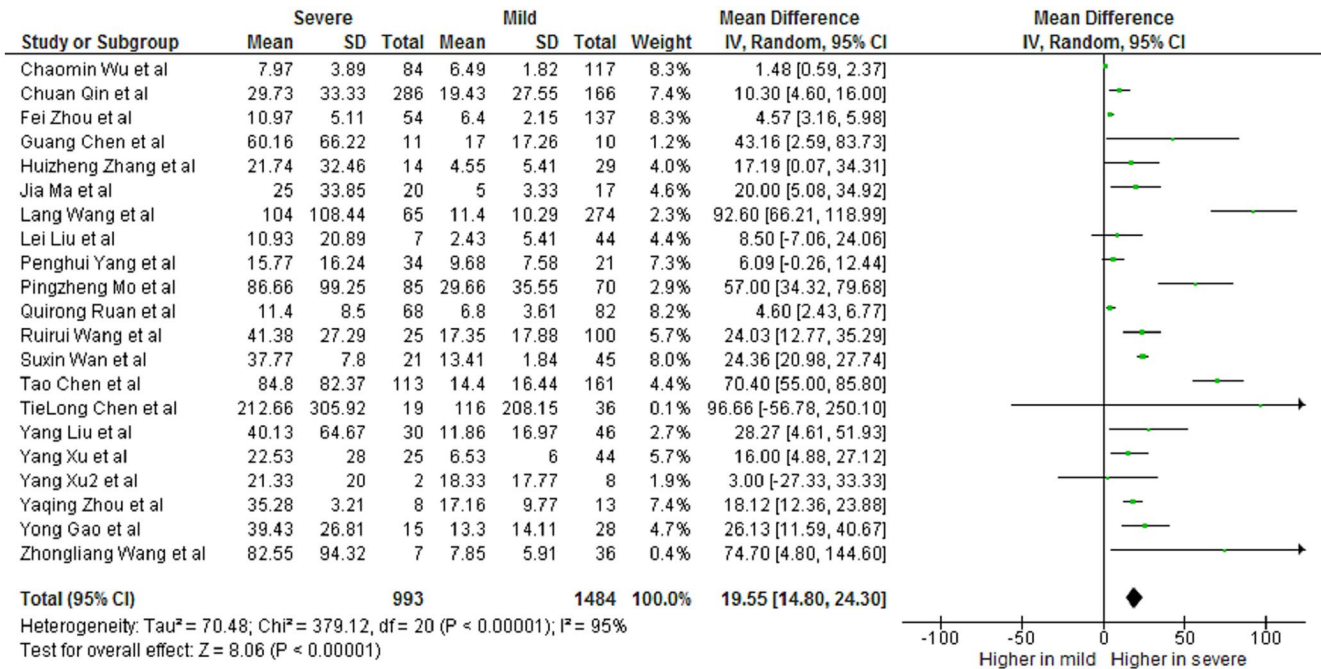 Severe Mild Mean Difference Mean Difference
Study or Subgroup Mean SD Total Mean SD Total Weight IV, Random, 95% CI IV, Random, 95% CI
Chaomin Wu et al 7.97 3.89 84 6.49 1.82 117 8.3% 1.48 [0.59, 2.37]
Chuan Qin et al 29.73 33.33 286 19.43 27.55 166 7.4% 10.30 [4.60, 16.00]
Fei Zhou et al 10.97 5.11 54 6.4 2.15 137 8.3% 4.57 [3.16, 5.98]
Guang Chen et al 60.16 66.22 11 17 17.26 10 1.2% 43.16 [2.59, 83.73]
Huizheng Zhang et al 21.74 32.46 14 4.55 5.41 29 4.0% 17.19 [0.07, 34.31]
Jia Ma et al 25 33.85 20 5 3.33 17 4.6% 20.00 [5.08, 34.92]
Lang Wang et al 104 108.44 65 11.4 10.29 274 2.3% 92.60 [66.21, 118.99]
Lei Liu et al 10.93 20.89 7 2.43 5.41 44 4.4% 8.50 [-7.06, 24.06]
Penghui Yang et al 15.77 16.24 34 9.68 7.58 21 7.3% 6.09 [-0.26, 12.44]
Pingzheng Mo et al 86.66 99.25 85 29.66 35.55 70 2.9% 57.00 [34.32, 79.68]
Quirong Ruan et al 11.4 8.5 68 6.8 3.61 82 8.2% 4.60 [2.43, 6.77]
Ruirui Wang et al 41.38 27.29 25 17.35 17.88 100 5.7% 24.03 [12.77, 35.29]
Suxin Wan et al 37.77 7.8 21 13.41 1.84 45 8.0% 24.36 [20.98, 27.74]
Tao Chen et al 84.8 82.37 113 14.4 16.44 161 4.4% 70.40 [55.00, 85.80]
TieLong Chen et al 212.66 305.92 19 116 208.15 36 0.1% 96.66 [-56.78, 250.10]
Yang Liu et al 40.13 64.67 30 11.86 16.97 46 2.7% 28.27 [4.61, 51.93]
Yang Xu et al 22.53 28 25 6.53 6 44 5.7% 16.00 [4.88, 27.12]
Yang Xu2 et al 21.33 20 2 18.33 17.77 8 1.9% 3.00 [-27.33, 33.33]
Yaqing Zhou et al 35.28 3.21 8 17.16 9.77 13 7.4% 18.12 [12.36, 23.88]
Yong Gao et al 39.43 26.81 15 13.3 14.11 28 4.7% 26.13 [11.59, 40.67]
Zhongliang Wang et al 82.55 94.32 7 7.85 5.91 36 0.4% 74.70 [4.80, 144.60]
Total (95% CI) 993 1484 100.0% 19.55 [14.80, 24.30]
Heterogeneity: Tau² = 70.48; Chi² = 379.12, df = 20 (P < 0.00001); I² = 95%
Test for overall effect: Z = 8.06 (P < 0.00001)
-100 -50 0 50 100
Higher in mild Higher in severe